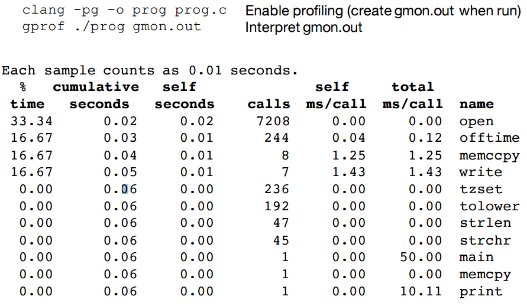 clang -pg -o prog prog.c Enable profiling (create gmon.out when run)
gprof ./prog gmon.out Interpret gmon.out
Each sample counts as 0.01 seconds.
% cumulative self self total
time seconds seconds calls ms/call ms/call name
33.34 0.02 0.02 7208 0.00 0.00 open
16.67 0.03 0.01 244 0.04 0.12 offtime
16.67 0.04 0.01 8 1.25 1.25 memccpy
16.67 0.05 0.01 7 1.43 1.43 write
0.00 0.06 0.00 236 0.00 0.00 tzset
0.00 0.06 0.00 192 0.00 0.00 tolower
0.00 0.06 0.00 47 0.00 0.00 strlen
0.00 0.06 0.00 45 0.00 0.00 strchr
0.00 0.06 0.00 1 0.00 50.00 main
0.00 0.06 0.00 1 0.00 0.00 memcpy
0.00 0.06 0.00 1 0.00 10.11 print